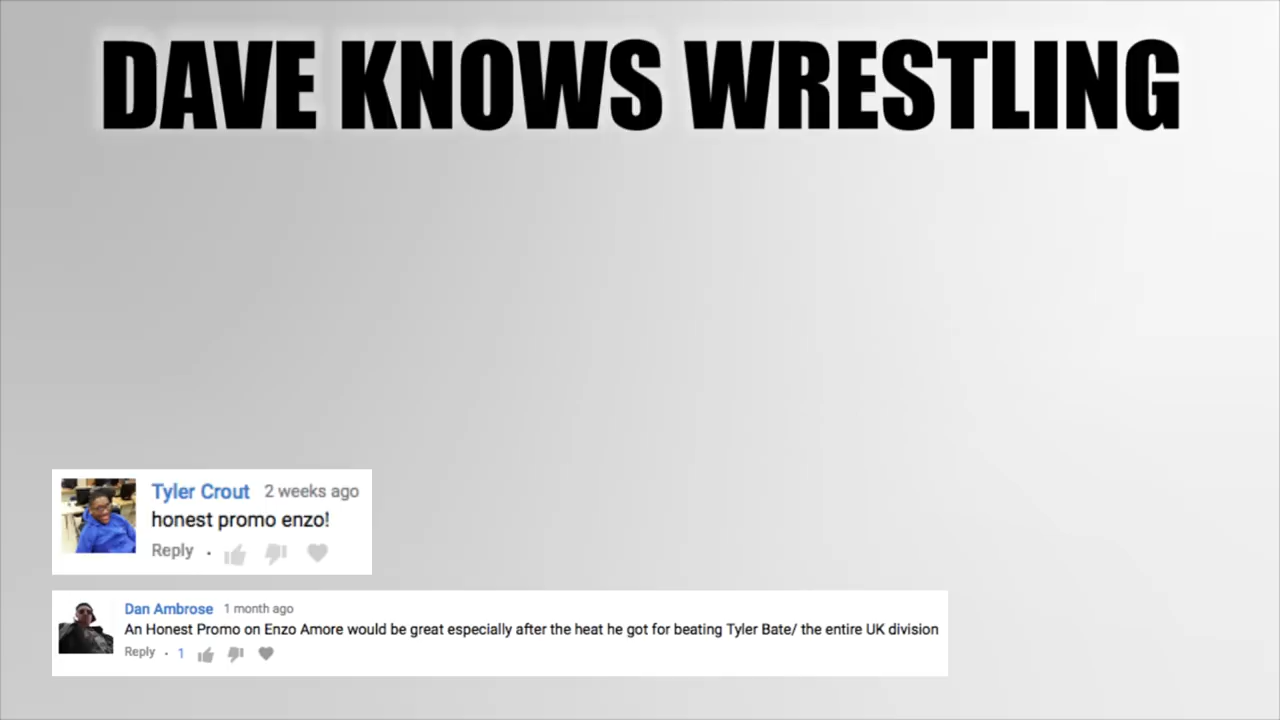 DAVE KNOWS WRESTLING
Tyler Crout 2 weeks ago
honest promo enzo!
Reply ·
Dan Ambrose 1 month ago
An Honest Promo on Enzo Amore would be great especially after the heat he got for beating Tyler Bate/ the entire UK division
Reply · 1